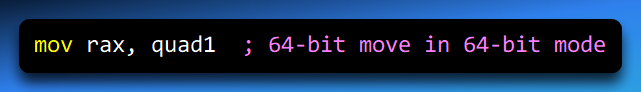 mov rax, quad1  ; 64-bit move in 64-bit mode